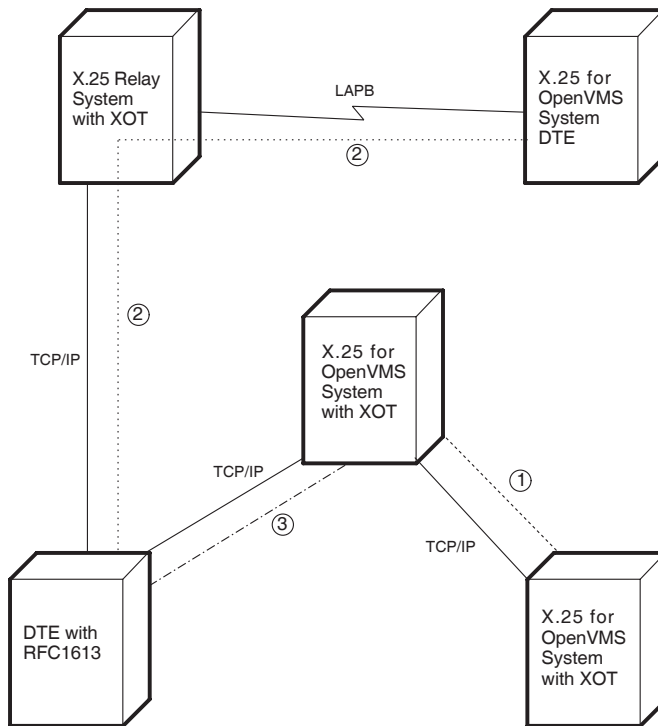 X.25 Relay
System
with XOT
LAPB
X.25 for
OpenVMS
System
DTE
②
②
TCP/IP
X.25 for
OpenVMS
System
with XOT
TCP/IP
③
①
TCP/IP
DTE with
RFC1613
X.25 for
OpenVMS
System
with XOT